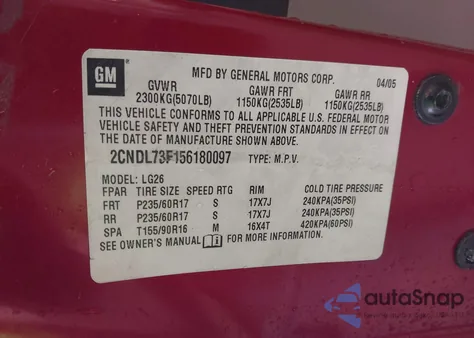 GM
MFD BY GENERAL MOTORS CORP. 04/05
GVWR GAWR FRT GAWR RR
2300KG(5070LB) 1150KG(2535LB) 1150KG(2535LB)
THIS VEHICLE CONFORMS TO ALL APPLICABLE U.S. FEDERAL MOTOR
VEHICLE SAFETY AND THEFT PREVENTION STANDARDS IN EFFECT ON
THE DATE OF MANUFACTURE SHOWN ABOVE.
2CNDL73F156180097 TYPE: M.P.V.
MODEL: LG26
FPAR TIRE SIZE SPEED RTG RIM COLD TIRE PRESSURE
FRT P235/60R17 S 17X7J 240KPA(35PSI)
RR P235/60R17 S 17X7J 240KPA(35PSI)
SPA T155/90R16 M 16X4T 420KPA(60PSI)
SEE OWNER'S MANUAL FOR MORE INFORMATION.
autoSnap